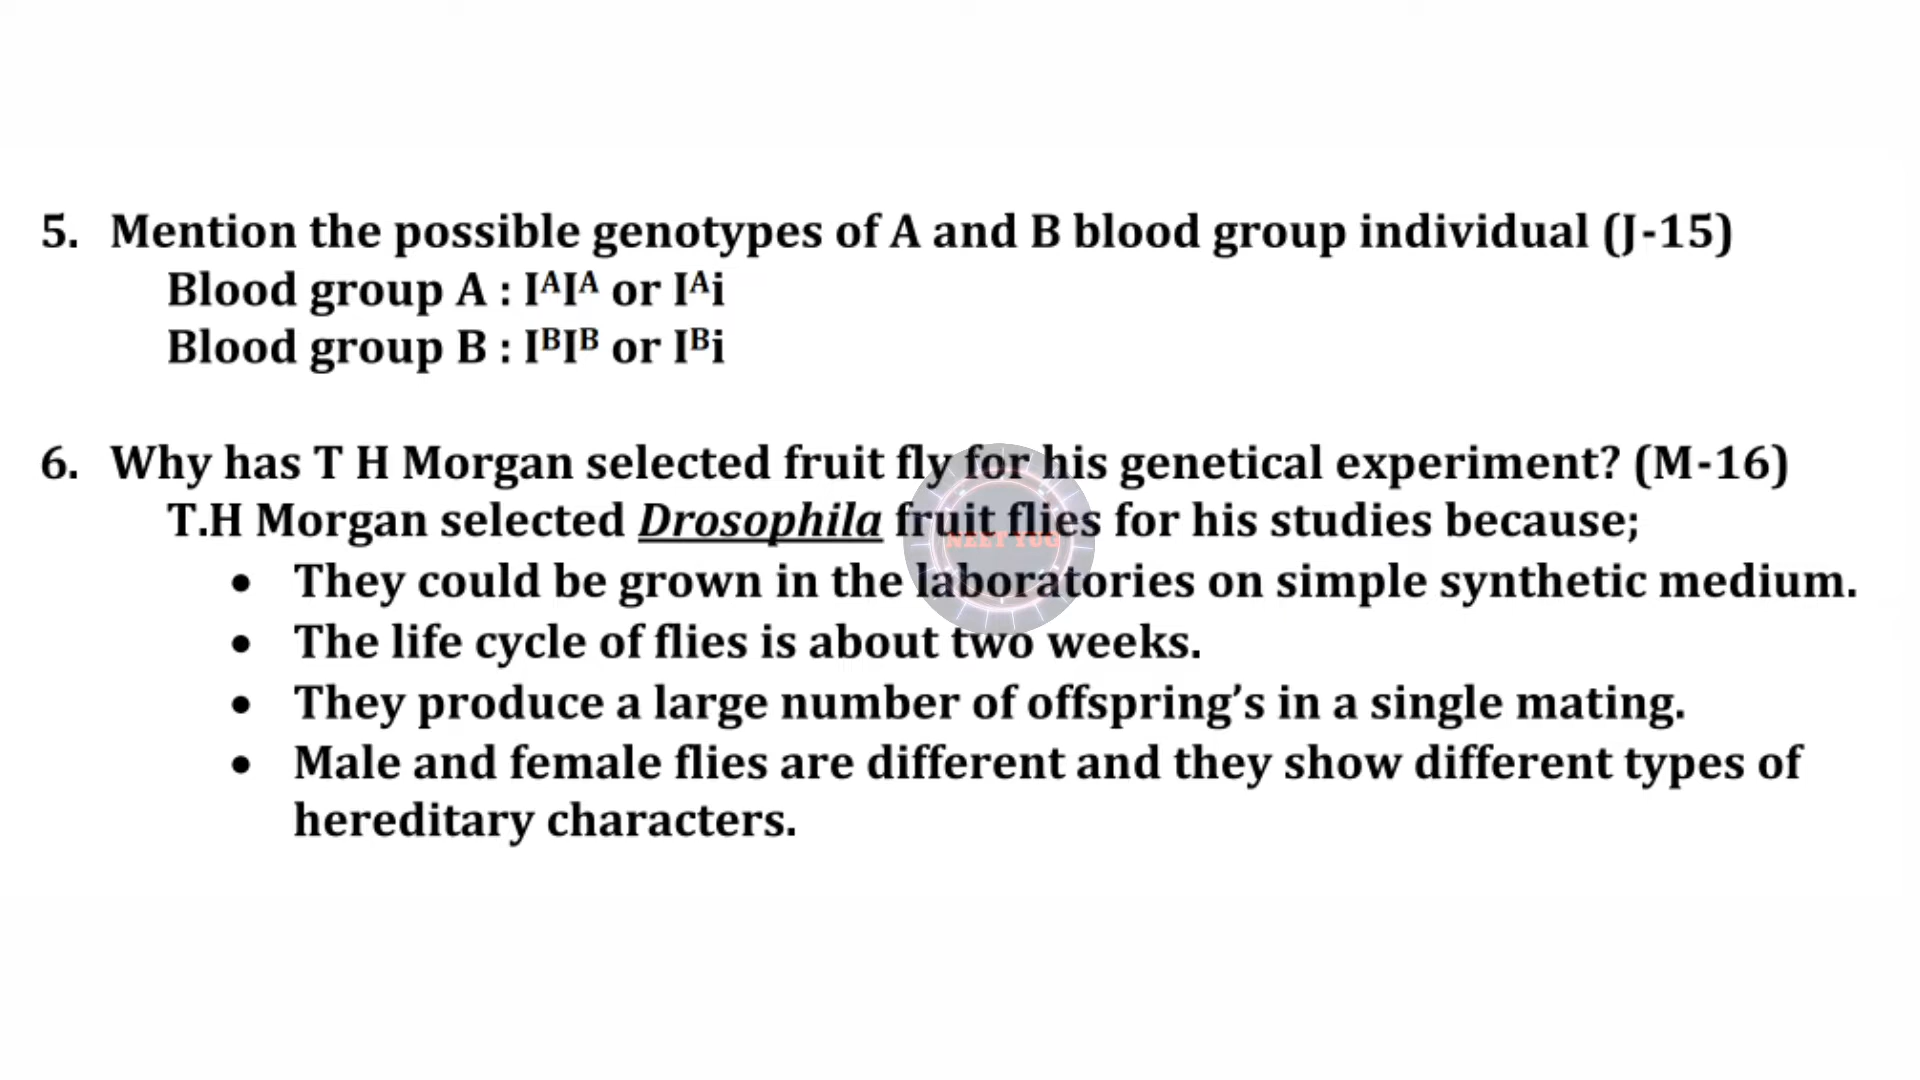 5. Mention the possible genotypes of A and B blood group individual (J-15)
Blood group A : IᴬIᴬ or Iᴬi
Blood group B : IᴮIᴮ or Iᴮi
6. Why has T H Morgan selected fruit fly for his genetical experiment? (M-16)
T.H Morgan selected Drosophila fruit flies for his studies because;
• They could be grown in the laboratories on simple synthetic medium.
• The life cycle of flies is about two weeks.
• They produce a large number of offspring’s in a single mating.
• Male and female flies are different and they show different types of
hereditary characters.
NEET